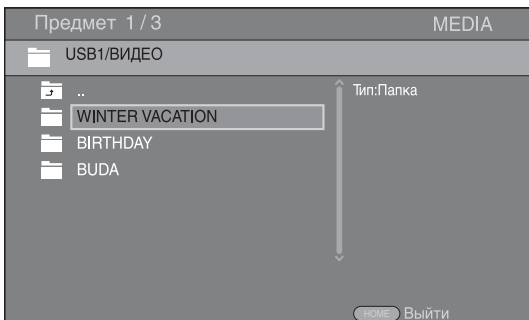 Предмет 1 / 3 MEDIA
USB1/ВИДЕО
..
Тип:Папка
WINTER VACATION
BIRTHDAY
BUDA
HOME Выйти